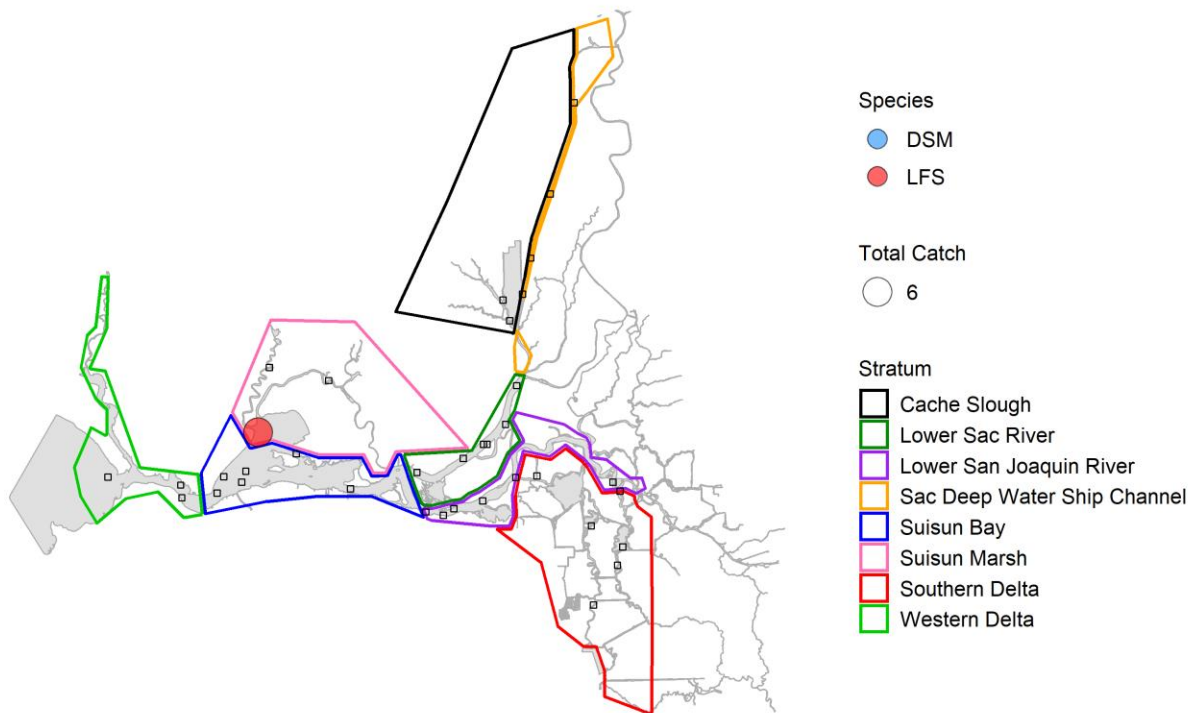 Species
DSM
LFS
Total Catch
6
Stratum
Cache Slough
Lower Sac River
Lower San Joaquin River
Sac Deep Water Ship Channel
Suisun Bay
Suisun Marsh
Southern Delta
Western Delta